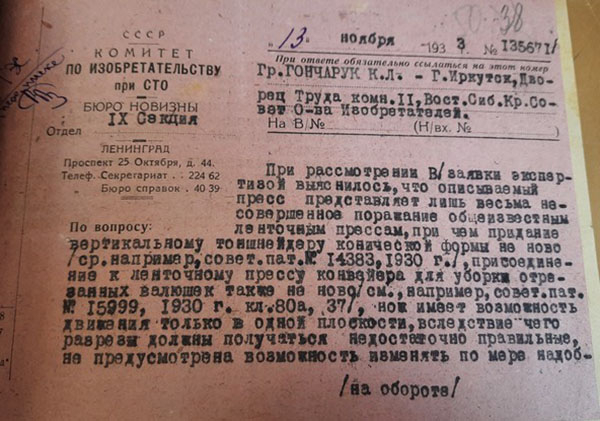 38
СССР
КОМИТЕТ
ПО ИЗОБРЕТАТЕЛЬСТВУ
при СТО
БЮРО НОВИЗНЫ
Отдел IX Секция
ЛЕНИНГРАД
Проспект 25 Октября, д. 44.
Телеф. Секретариат . 224 62
„ Бюро справок . 40 39
По вопросу:
„ 13 „ ноября 1933 г. № 135671/
При ответе обязательно ссылаться на этот номер
Гр.ГОНЧАРУК К.Л.- Г.Иркутск,Дво-
рец Труда комн.II,Вост.Сиб.Кр.Со-
вет О-ва Изобретателей.
На В/№ (Н/вх. № )
При рассмотрении В/заявки экспер-
тизой выяснилось,что описываемый
пресс представляет лишь весьма не-
совершенное поражание общеизвестным
ленточным прессам,при чем придание
вертикальному тоншнейдеру конической формы не ново
/ср.например,совет.пат.№ 14383,1930 г./,присоедине-
ние к ленточному прессу конвейера для уборки отре-
занных валюшек также не ново/см.,например,совет.пат.
№ 15999, 1930 г. кл.80а, 37/, нож имеет возможность
движения только в одной плоскости,вследствие чего
разрезы должны получаться недостаточно правильные,
не предусмотрена возможность изменять по мере надоб-
/на обороте/